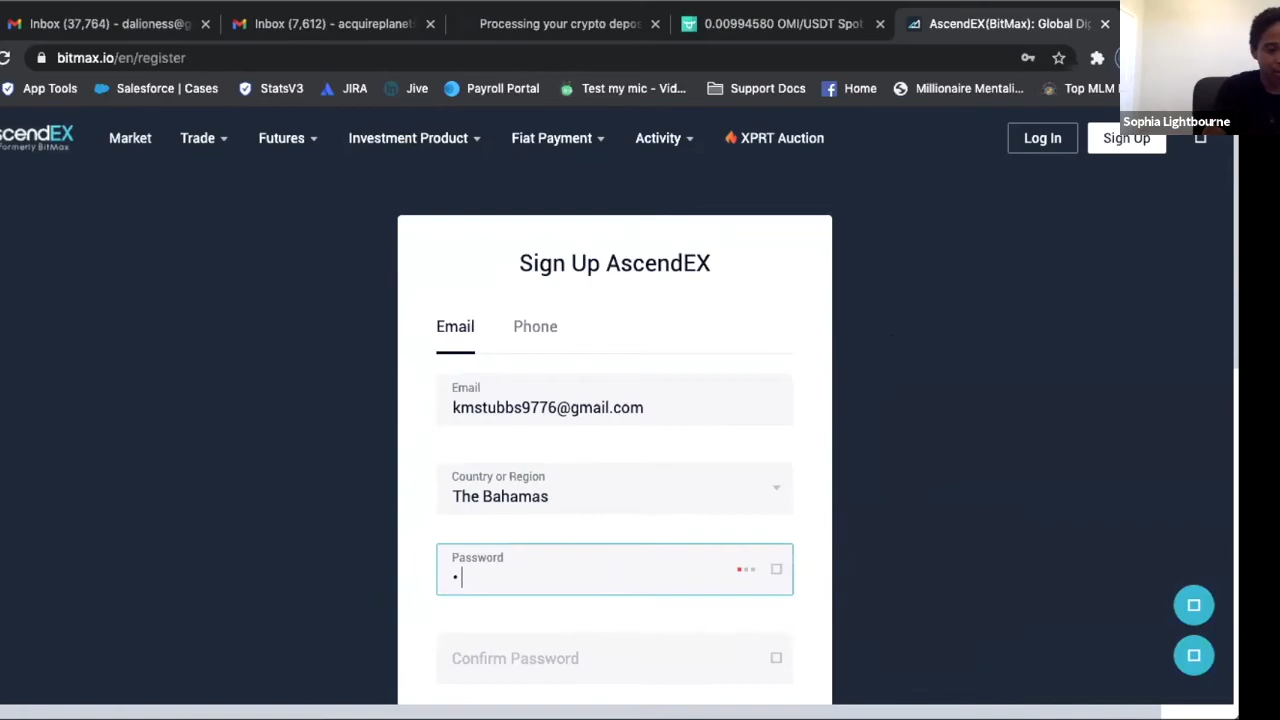 Inbox (37,764) - dalioness@g
Inbox (7,612) - acquireplanet
Processing your crypto depos
0.00994580 OMI/USDT Spot
AscendEX(BitMax): Global Di
bitmax.io/en/register
App Tools
Salesforce | Cases
StatsV3
JIRA
Jive
Payroll Portal
Test my mic - Vid...
Support Docs
Home
Millionaire Mentali...
Top MLM
Sophia Lightbourne
scendEX
Formerly BitMax
Market
Trade
Futures
Investment Product
Fiat Payment
Activity
XPRT Auction
Log In
Sign Up
Sign Up AscendEX
Email
Phone
Email
kmstubbs9776@gmail.com
Country or Region
The Bahamas
Password
Confirm Password